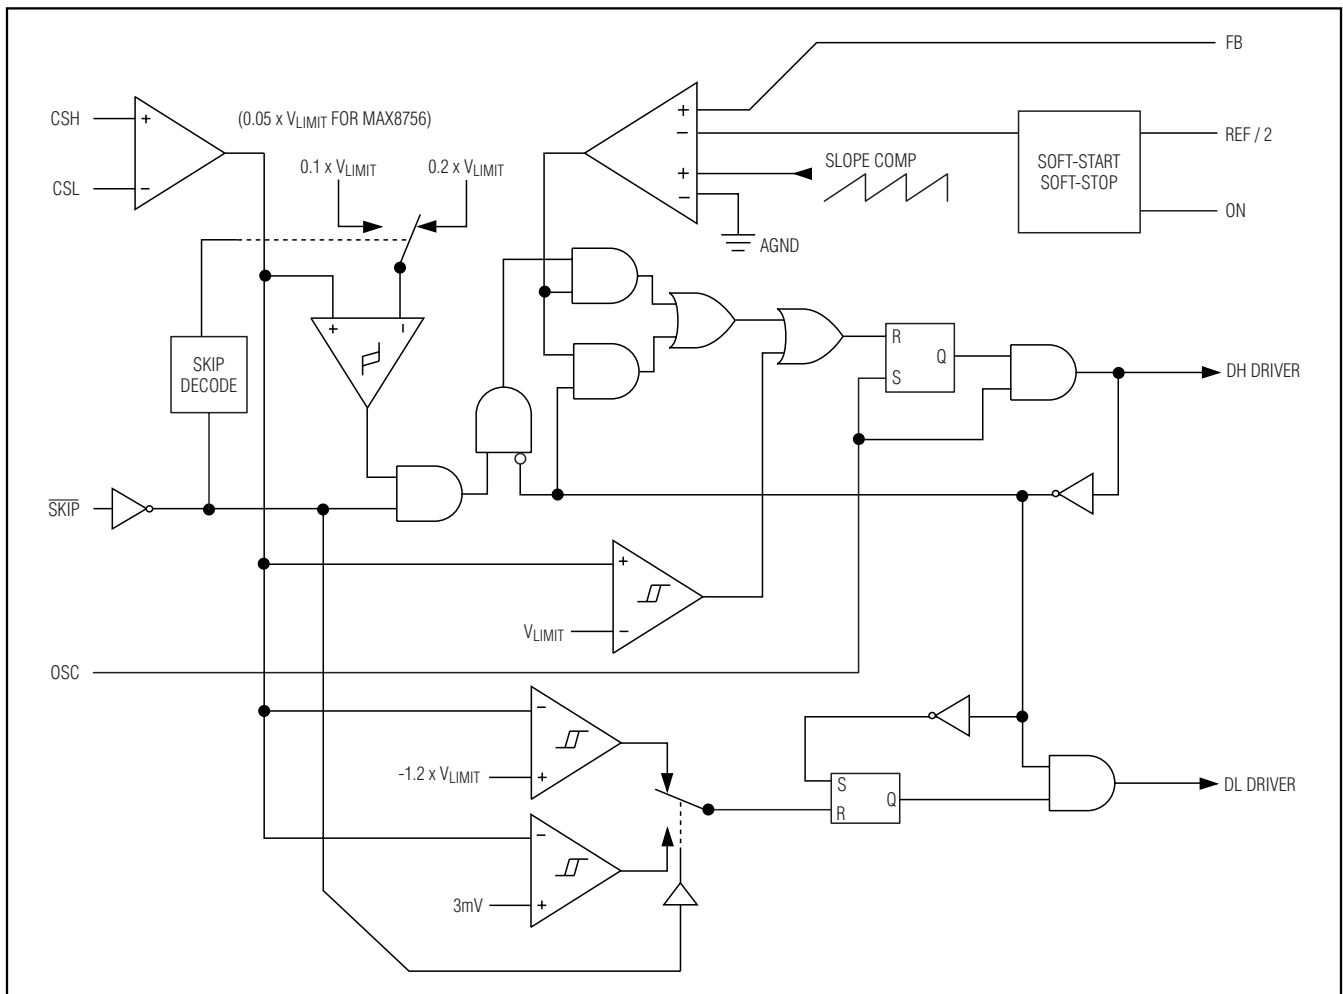 FB
CSH
+
(0.05 x VLIMIT FOR MAX8756)
+
−
REF / 2
SOFT-START
SOFT-STOP
SLOPE COMP
0.1 x VLIMIT
0.2 x VLIMIT
+
CSL
−
−
ON
AGND
+
−
R
Q
S
SKIP
DECODE
DH DRIVER
SKIP
+
VLIMIT
−
OSC
−
-1.2 x VLIMIT
+
S
Q
R
DL DRIVER
−
3mV
+